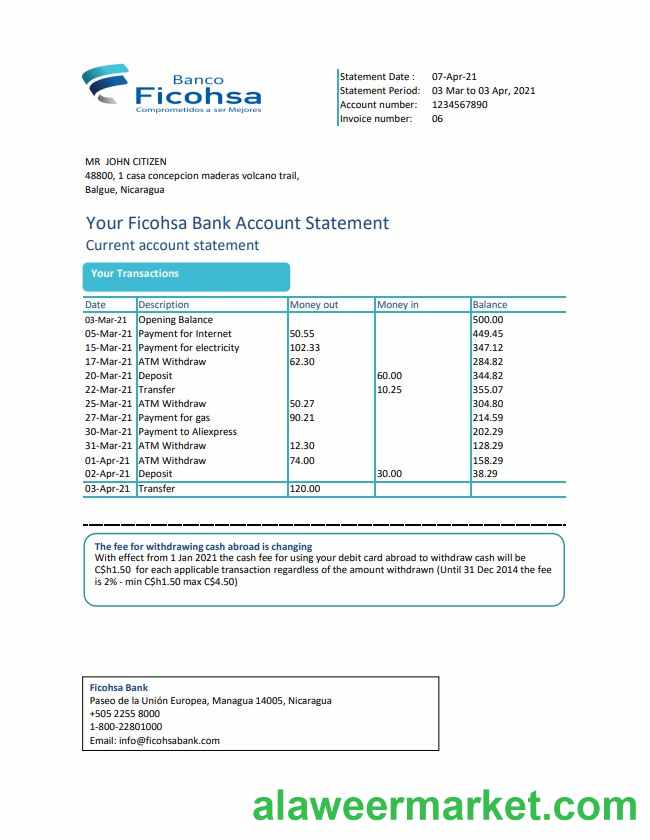 Banco
Ficohsa
Comprometidos a ser Mejores
Statement Date : 07-Apr-21
Statement Period: 03 Mar to 03 Apr, 2021
Account number: 1234567890
Invoice number: 06
MR JOHN CITIZEN
48800, 1 casa concepcion maderas volcano trail,
Balgue, Nicaragua
Your Ficohsa Bank Account Statement
Current account statement
Your Transactions
Date Description Money out Money in Balance
03-Mar-21 Opening Balance 500.00
05-Mar-21 Payment for Internet 50.55 449.45
15-Mar-21 Payment for electricity 102.33 347.12
17-Mar-21 ATM Withdraw 62.30 284.82
20-Mar-21 Deposit 60.00 344.82
22-Mar-21 Transfer 10.25 355.07
25-Mar-21 ATM Withdraw 50.27 304.80
27-Mar-21 Payment for gas 90.21 214.59
30-Mar-21 Payment to Aliexpress 202.29
31-Mar-21 ATM Withdraw 12.30 128.29
01-Apr-21 ATM Withdraw 74.00 158.29
02-Apr-21 Deposit 30.00 38.29
03-Apr-21 Transfer 120.00
The fee for withdrawing cash abroad is changing
With effect from 1 Jan 2021 the cash fee for using your debit card abroad to withdraw cash will be
C$h1.50 for each applicable transaction regardless of the amount withdrawn (Until 31 Dec 2014 the fee
is 2% - min C$h1.50 max C$4.50)
Ficohsa Bank
Paseo de la Unión Europea, Managua 14005, Nicaragua
+505 2255 8000
1-800-22801000
Email: info@ficohsabank.com
alaweermarket.com